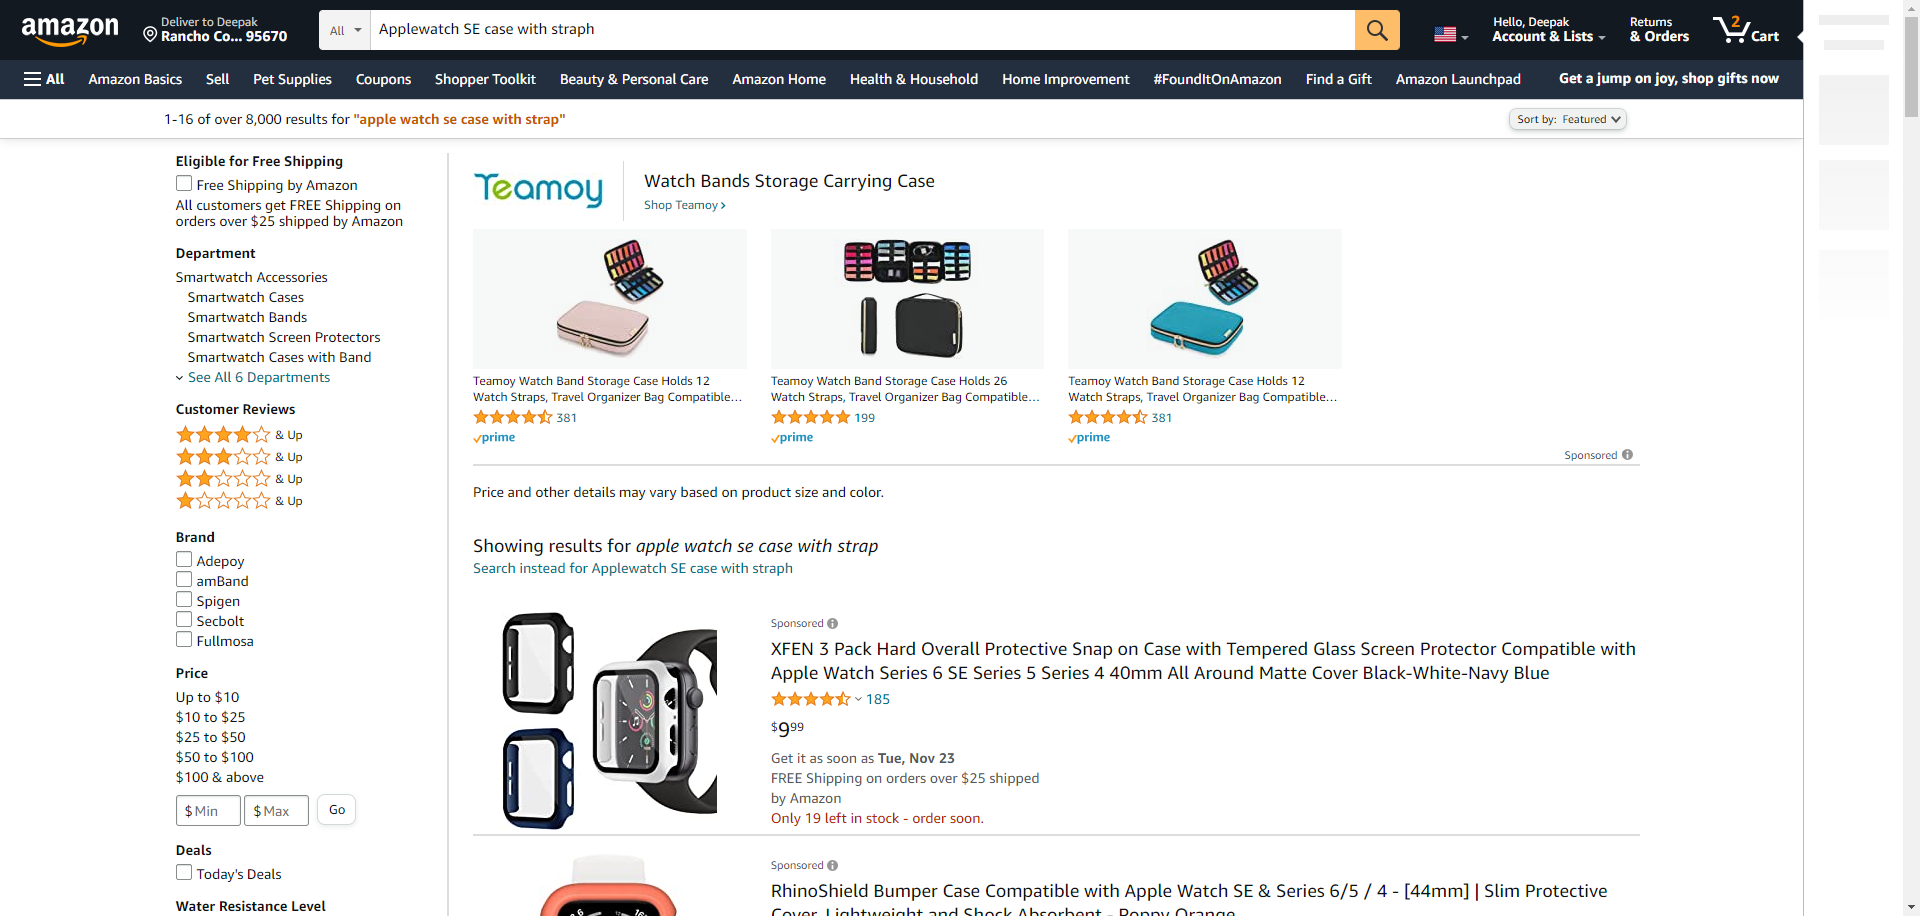 amazon
Deliver to Deepak
Rancho Co... 95670
All
Applewatch SE case with straph
Hello, Deepak
Account & Lists
Returns
& Orders
2
Cart
All
Amazon Basics
Sell
Pet Supplies
Coupons
Shopper Toolkit
Beauty & Personal Care
Amazon Home
Health & Household
Home Improvement
#FoundItOnAmazon
Find a Gift
Amazon Launchpad
Get a jump on joy, shop gifts now
1-16 of over 8,000 results for "apple watch se case with strap"
Sort by: Featured
Eligible for Free Shipping
Free Shipping by Amazon
All customers get FREE Shipping on
orders over $25 shipped by Amazon
Department
Smartwatch Accessories
Smartwatch Cases
Smartwatch Bands
Smartwatch Screen Protectors
Smartwatch Cases with Band
See All 6 Departments
Customer Reviews
& Up
& Up
& Up
& Up
Brand
Adepoy
amBand
Spigen
Secbolt
Fullmosa
Price
Up to $10
$10 to $25
$25 to $50
$50 to $100
$100 & above
$ Min
$ Max
Go
Deals
Today's Deals
Water Resistance Level
Teamoy
Watch Bands Storage Carrying Case
Shop Teamoy ›
Teamoy Watch Band Storage Case Holds 12
Watch Straps, Travel Organizer Bag Compatible...
381
prime
Teamoy Watch Band Storage Case Holds 26
Watch Straps, Travel Organizer Bag Compatible...
199
prime
Teamoy Watch Band Storage Case Holds 12
Watch Straps, Travel Organizer Bag Compatible...
381
prime
Sponsored
Price and other details may vary based on product size and color.
Showing results for apple watch se case with strap
Search instead for Applewatch SE case with straph
Sponsored
XFEN 3 Pack Hard Overall Protective Snap on Case with Tempered Glass Screen Protector Compatible with
Apple Watch Series 6 SE Series 5 Series 4 40mm All Around Matte Cover Black-White-Navy Blue
185
$9.99
Get it as soon as Tue, Nov 23
FREE Shipping on orders over $25 shipped
by Amazon
Only 19 left in stock - order soon.
Sponsored
RhinoShield Bumper Case Compatible with Apple Watch SE & Series 6/5 / 4 - [44mm] | Slim Protective
Cover, Lightweight and Shock Absorbent - Poppy Orange